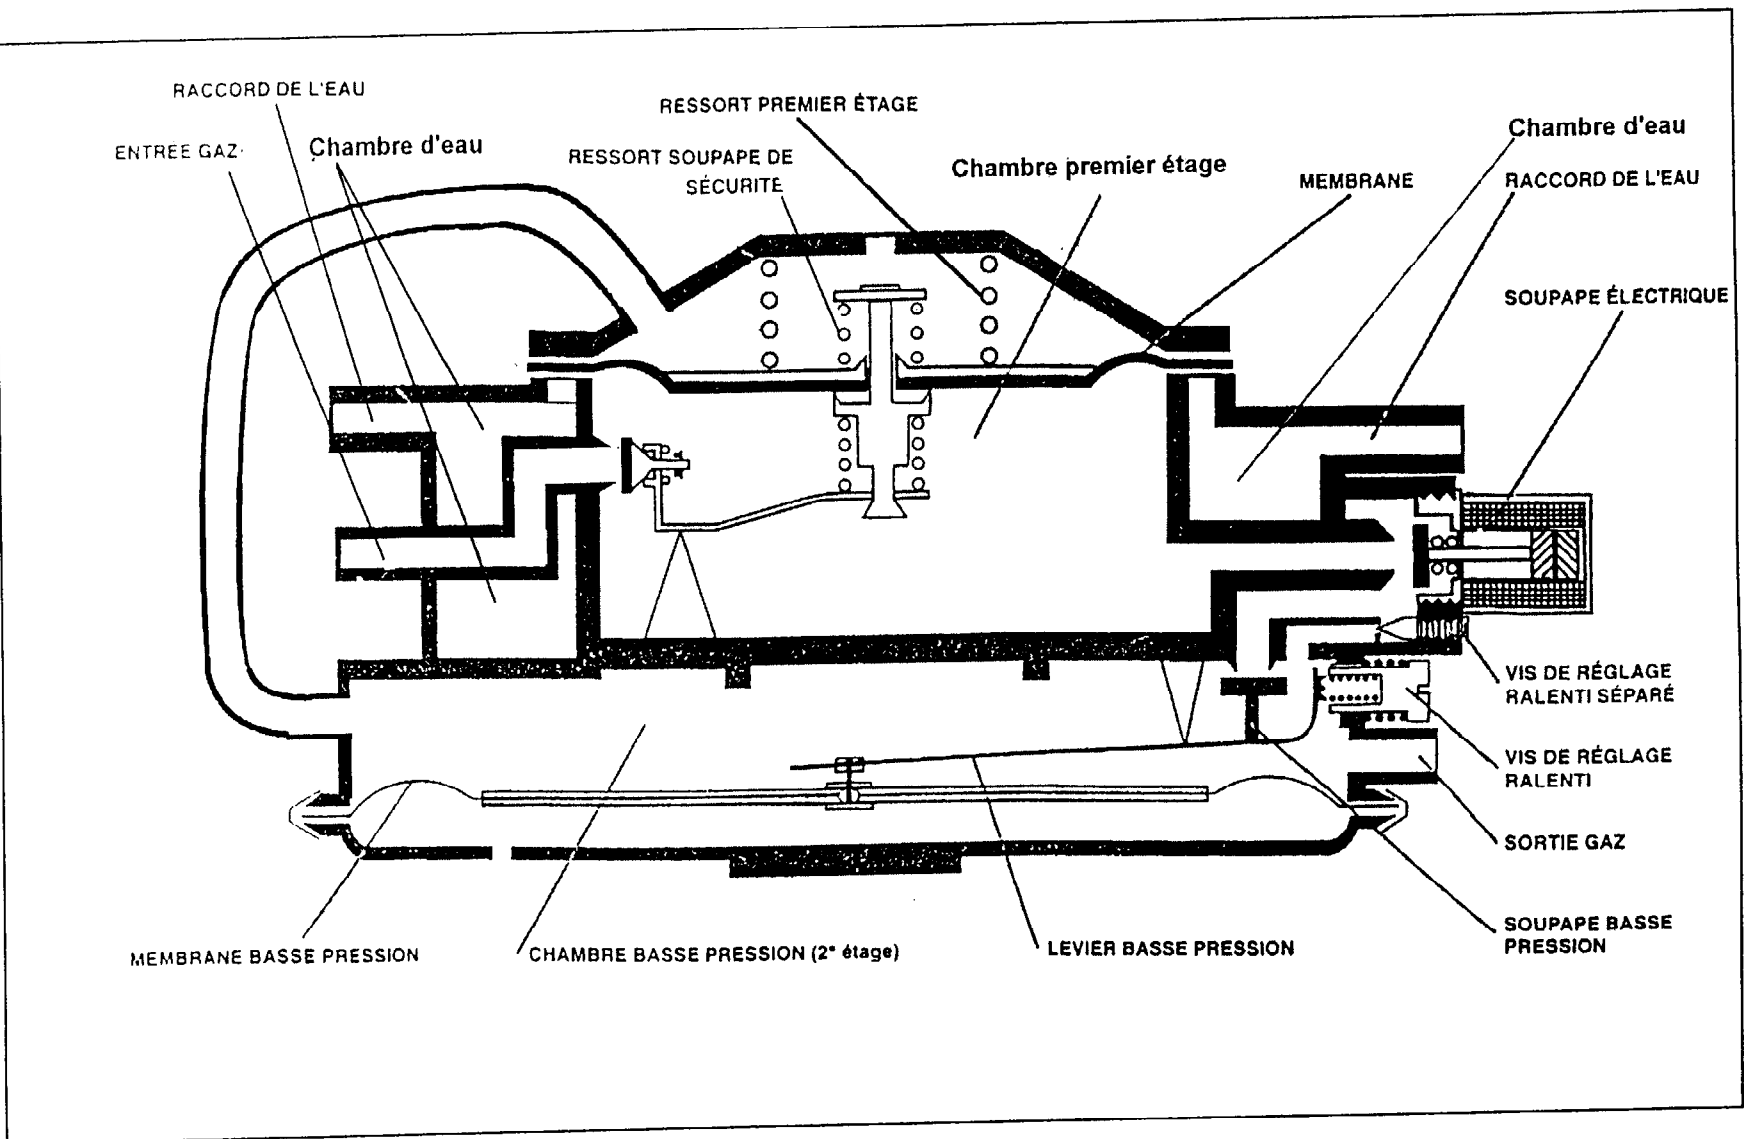 RACCORD DE L'EAU
RESSORT PREMIER ÉTAGE
Chambre d'eau
ENTREE GAZ
Chambre d'eau
RESSORT SOUPAPE DE
SÉCURITE
Chambre premier étage
MEMBRANE
RACCORD DE L'EAU
SOUPAPE ÉLECTRIQUE
VIS DE RÉGLAGE
RALENTI SÉPARÉ
VIS DE RÉGLAGE
RALENTI
SORTIE GAZ
SOUPAPE BASSE
PRESSION
MEMBRANE BASSE PRESSION
CHAMBRE BASSE PRESSION (2e étage)
LEVIER BASSE PRESSION